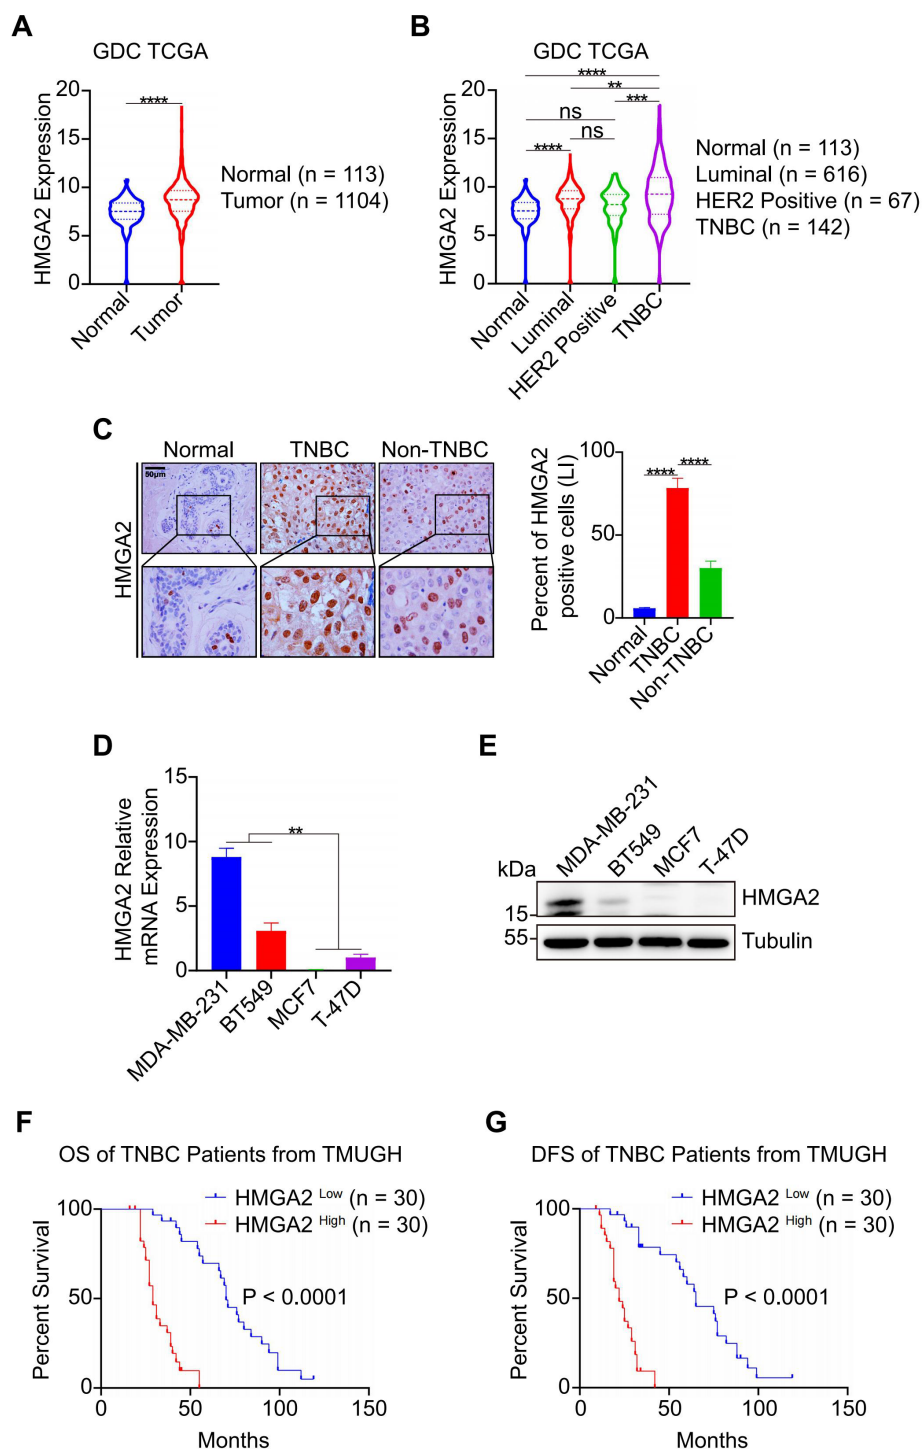 A
GDC TCGA
HMGA2 Expression
20
15
10
5
0
****
Normal
Tumor
Normal (n = 113)
Tumor (n = 1104)
B
GDC TCGA
HMGA2 Expression
20
15
10
5
0
****
**
***
ns
ns
****
Normal
Luminal
HER2 Positive
TNBC
Normal (n = 113)
Luminal (n = 616)
HER2 Positive (n = 67)
TNBC (n = 142)
C
Normal
TNBC
Non-TNBC
HMGA2
50μm
Percent of HMGA2
positive cells (LI)
100
50
0
****
****
Normal
TNBC
Non-TNBC
D
HMGA2 Relative
mRNA Expression
15
10
5
0
**
MDA-MB-231
BT549
MCF7
T-47D
E
MDA-MB-231
BT549
MCF7
T-47D
kDa
15
HMGA2
55
Tubulin
F
OS of TNBC Patients from TMUGH
HMGA2 Low (n = 30)
HMGA2 High (n = 30)
Percent Survival
100
50
0
P < 0.0001
0
50
100
150
Months
G
DFS of TNBC Patients from TMUGH
HMGA2 Low (n = 30)
HMGA2 High (n = 30)
Percent Survival
100
50
0
P < 0.0001
0
50
100
150
Months